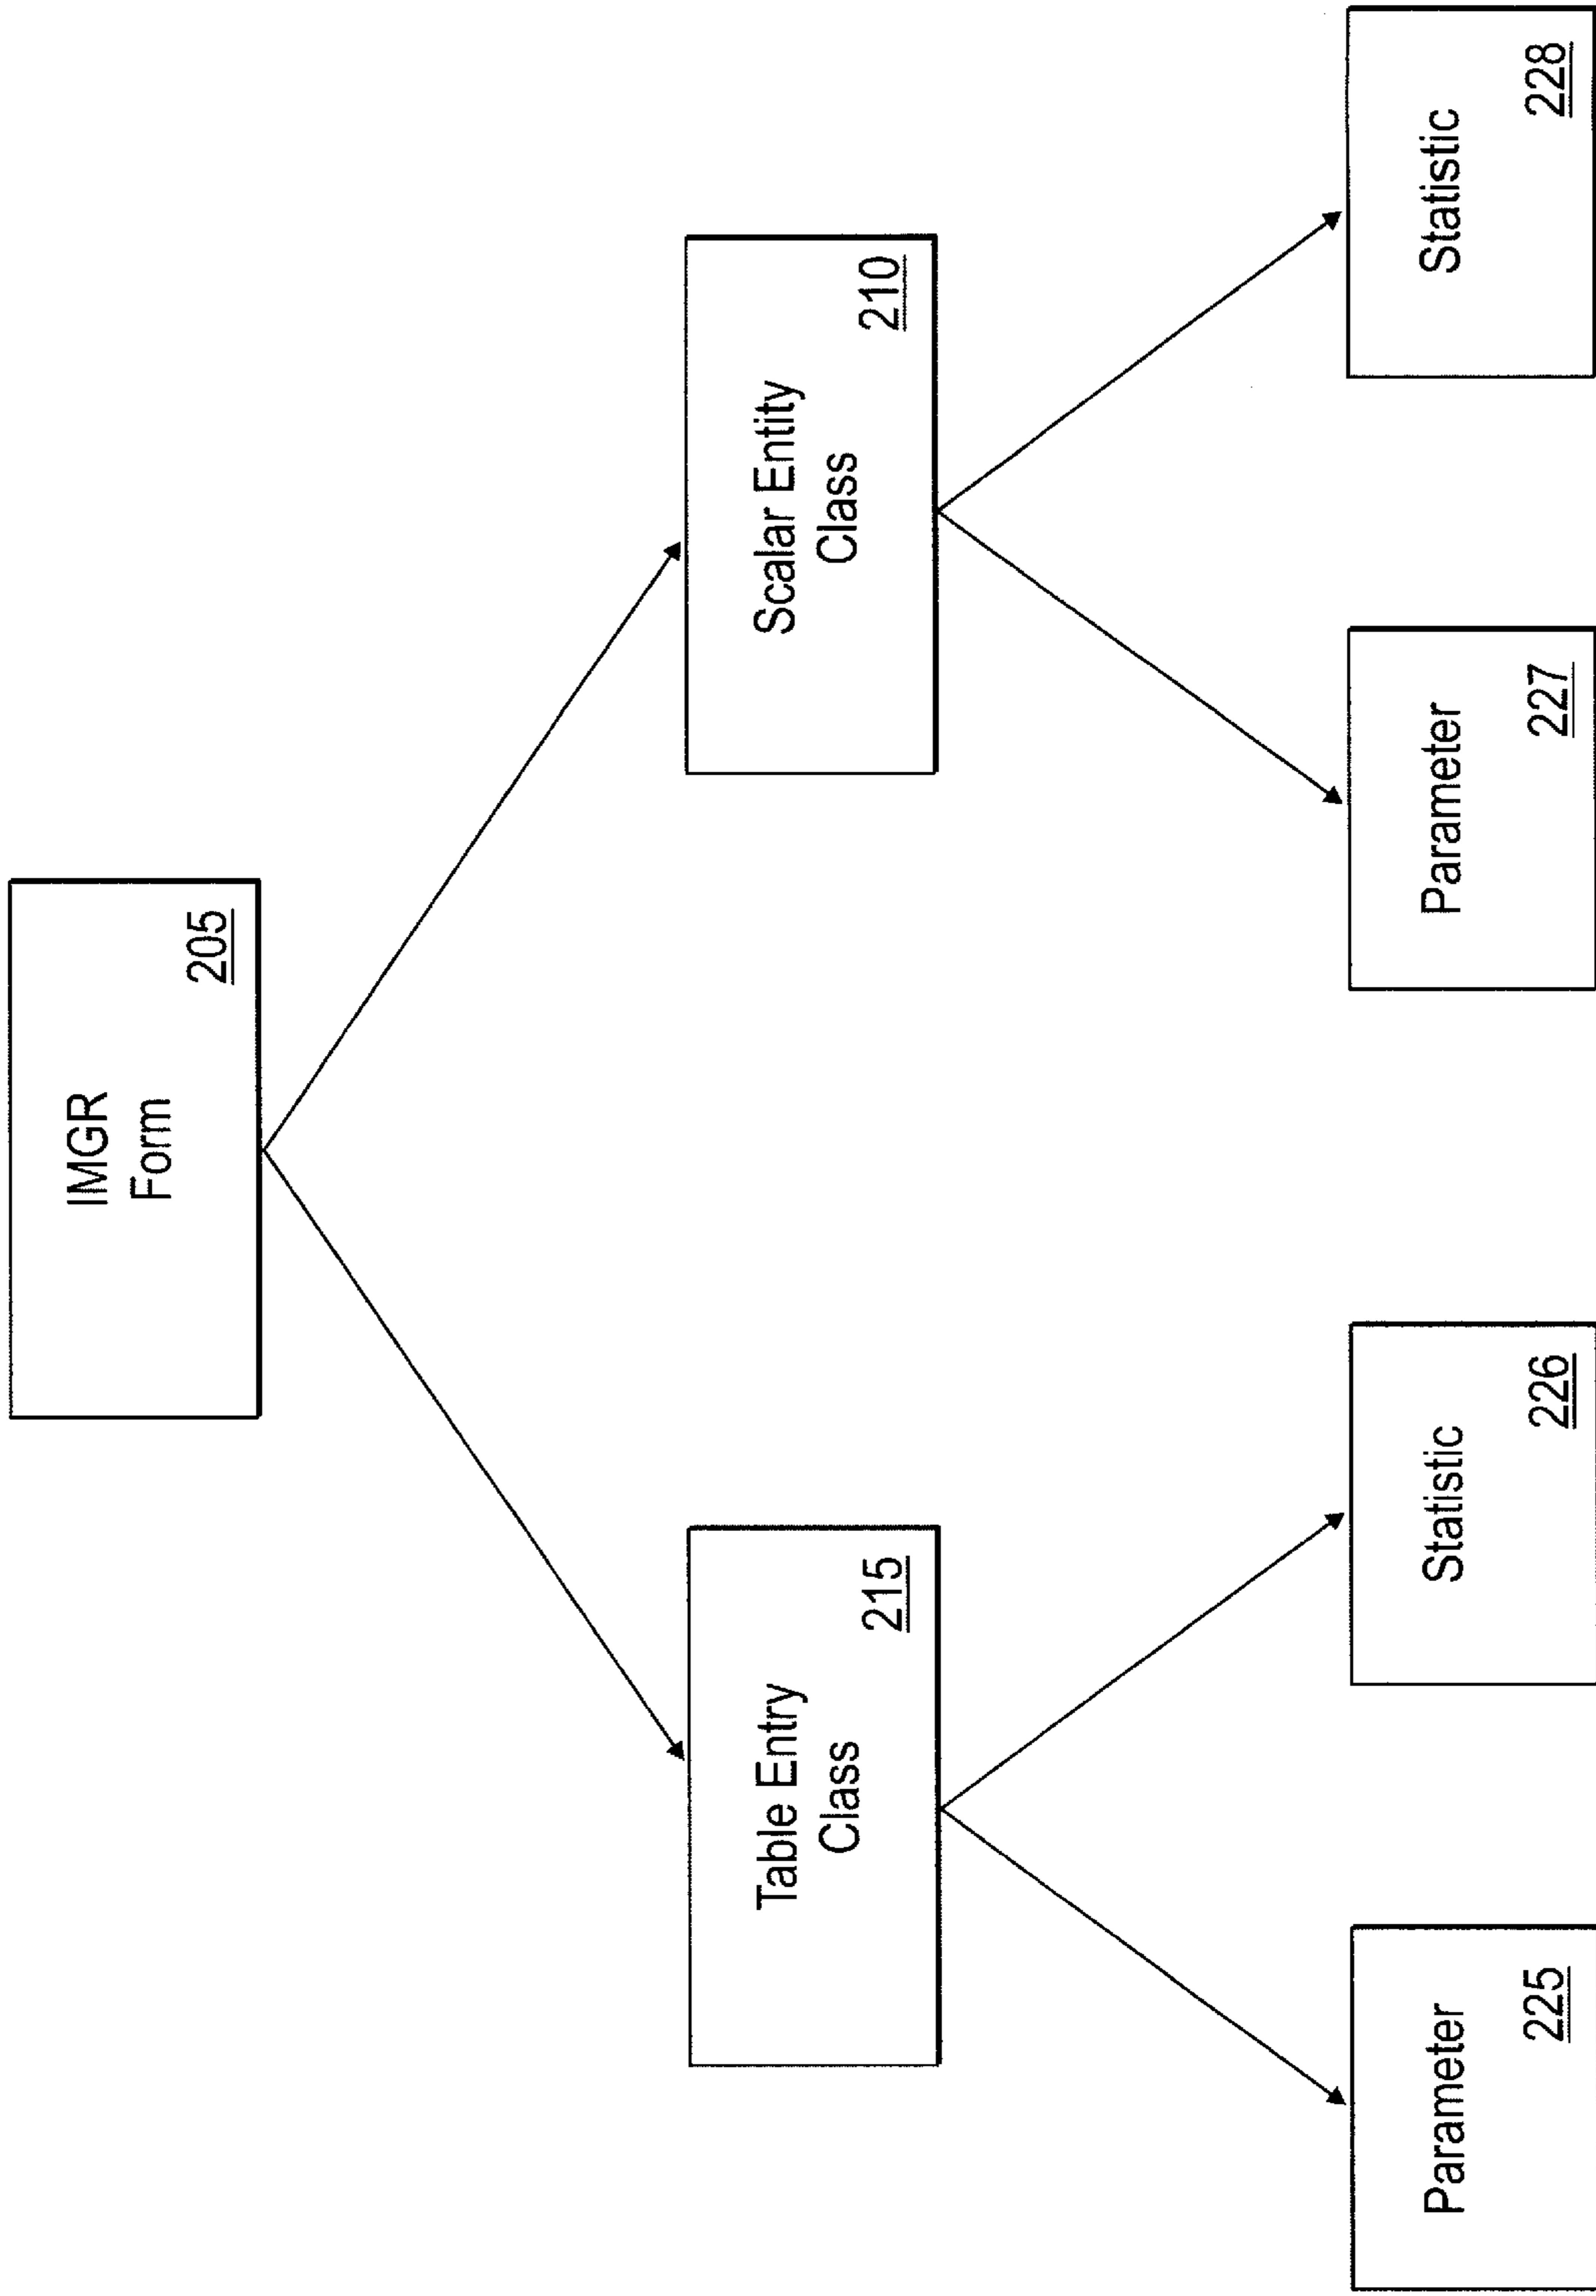 IMGR
Form
205
Table Entry
Class
215
Scalar Entity
Class
210
Parameter
225
Statistic
226
Parameter
227
Statistic
228